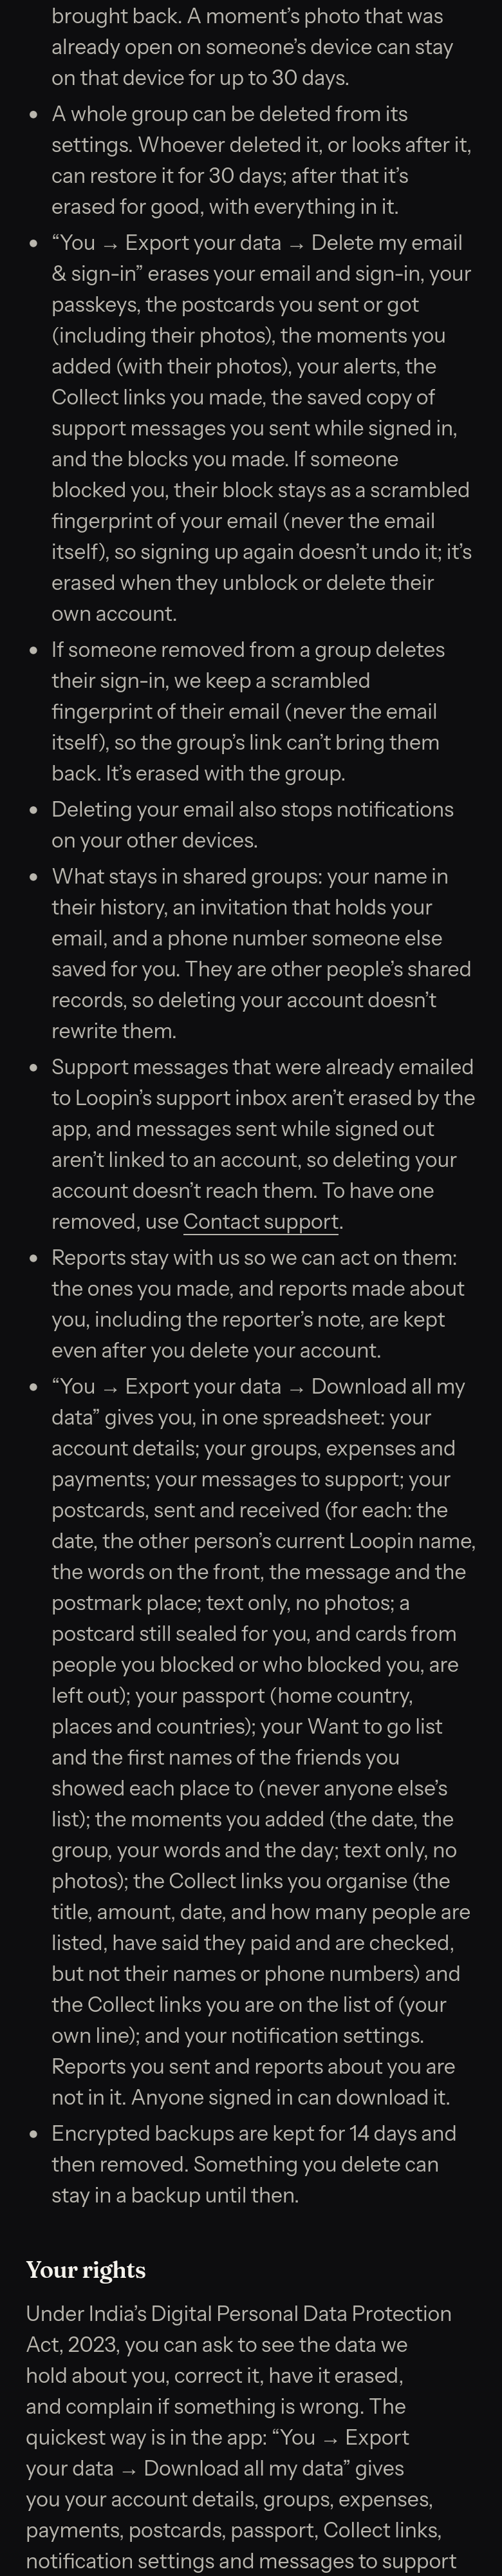 brought back. A moment’s photo that was
already open on someone’s device can stay
on that device for up to 30 days.
• A whole group can be deleted from its
settings. Whoever deleted it, or looks after it,
can restore it for 30 days; after that it’s
erased for good, with everything in it.
• “You → Export your data → Delete my email
& sign-in” erases your email and sign-in, your
passkeys, the postcards you sent or got
(including their photos), the moments you
added (with their photos), your alerts, the
Collect links you made, the saved copy of
support messages you sent while signed in,
and the blocks you made. If someone
blocked you, their block stays as a scrambled
fingerprint of your email (never the email
itself), so signing up again doesn’t undo it; it’s
erased when they unblock or delete their
own account.
• If someone removed from a group deletes
their sign-in, we keep a scrambled
fingerprint of their email (never the email
itself), so the group’s link can’t bring them
back. It’s erased with the group.
• Deleting your email also stops notifications
on your other devices.
• What stays in shared groups: your name in
their history, an invitation that holds your
email, and a phone number someone else
saved for you. They are other people’s shared
records, so deleting your account doesn’t
rewrite them.
• Support messages that were already emailed
to Loopin’s support inbox aren’t erased by the
app, and messages sent while signed out
aren’t linked to an account, so deleting your
account doesn’t reach them. To have one
removed, use Contact support.
• Reports stay with us so we can act on them:
the ones you made, and reports made about
you, including the reporter’s note, are kept
even after you delete your account.
• “You → Export your data → Download all my
data” gives you, in one spreadsheet: your
account details; your groups, expenses and
payments; your messages to support; your
postcards, sent and received (for each: the
date, the other person’s current Loopin name,
the words on the front, the message and the
postmark place; text only, no photos; a
postcard still sealed for you, and cards from
people you blocked or who blocked you, are
left out); your passport (home country,
places and countries); your Want to go list
and the first names of the friends you
showed each place to (never anyone else’s
list); the moments you added (the date, the
group, your words and the day; text only, no
photos); the Collect links you organise (the
title, amount, date, and how many people are
listed, have said they paid and are checked,
but not their names or phone numbers) and
the Collect links you are on the list of (your
own line); and your notification settings.
Reports you sent and reports about you are
not in it. Anyone signed in can download it.
• Encrypted backups are kept for 14 days and
then removed. Something you delete can
stay in a backup until then.
Your rights
Under India’s Digital Personal Data Protection
Act, 2023, you can ask to see the data we
hold about you, correct it, have it erased,
and complain if something is wrong. The
quickest way is in the app: “You → Export
your data → Download all my data” gives
you your account details, groups, expenses,
payments, postcards, passport, Collect links,
notification settings and messages to support